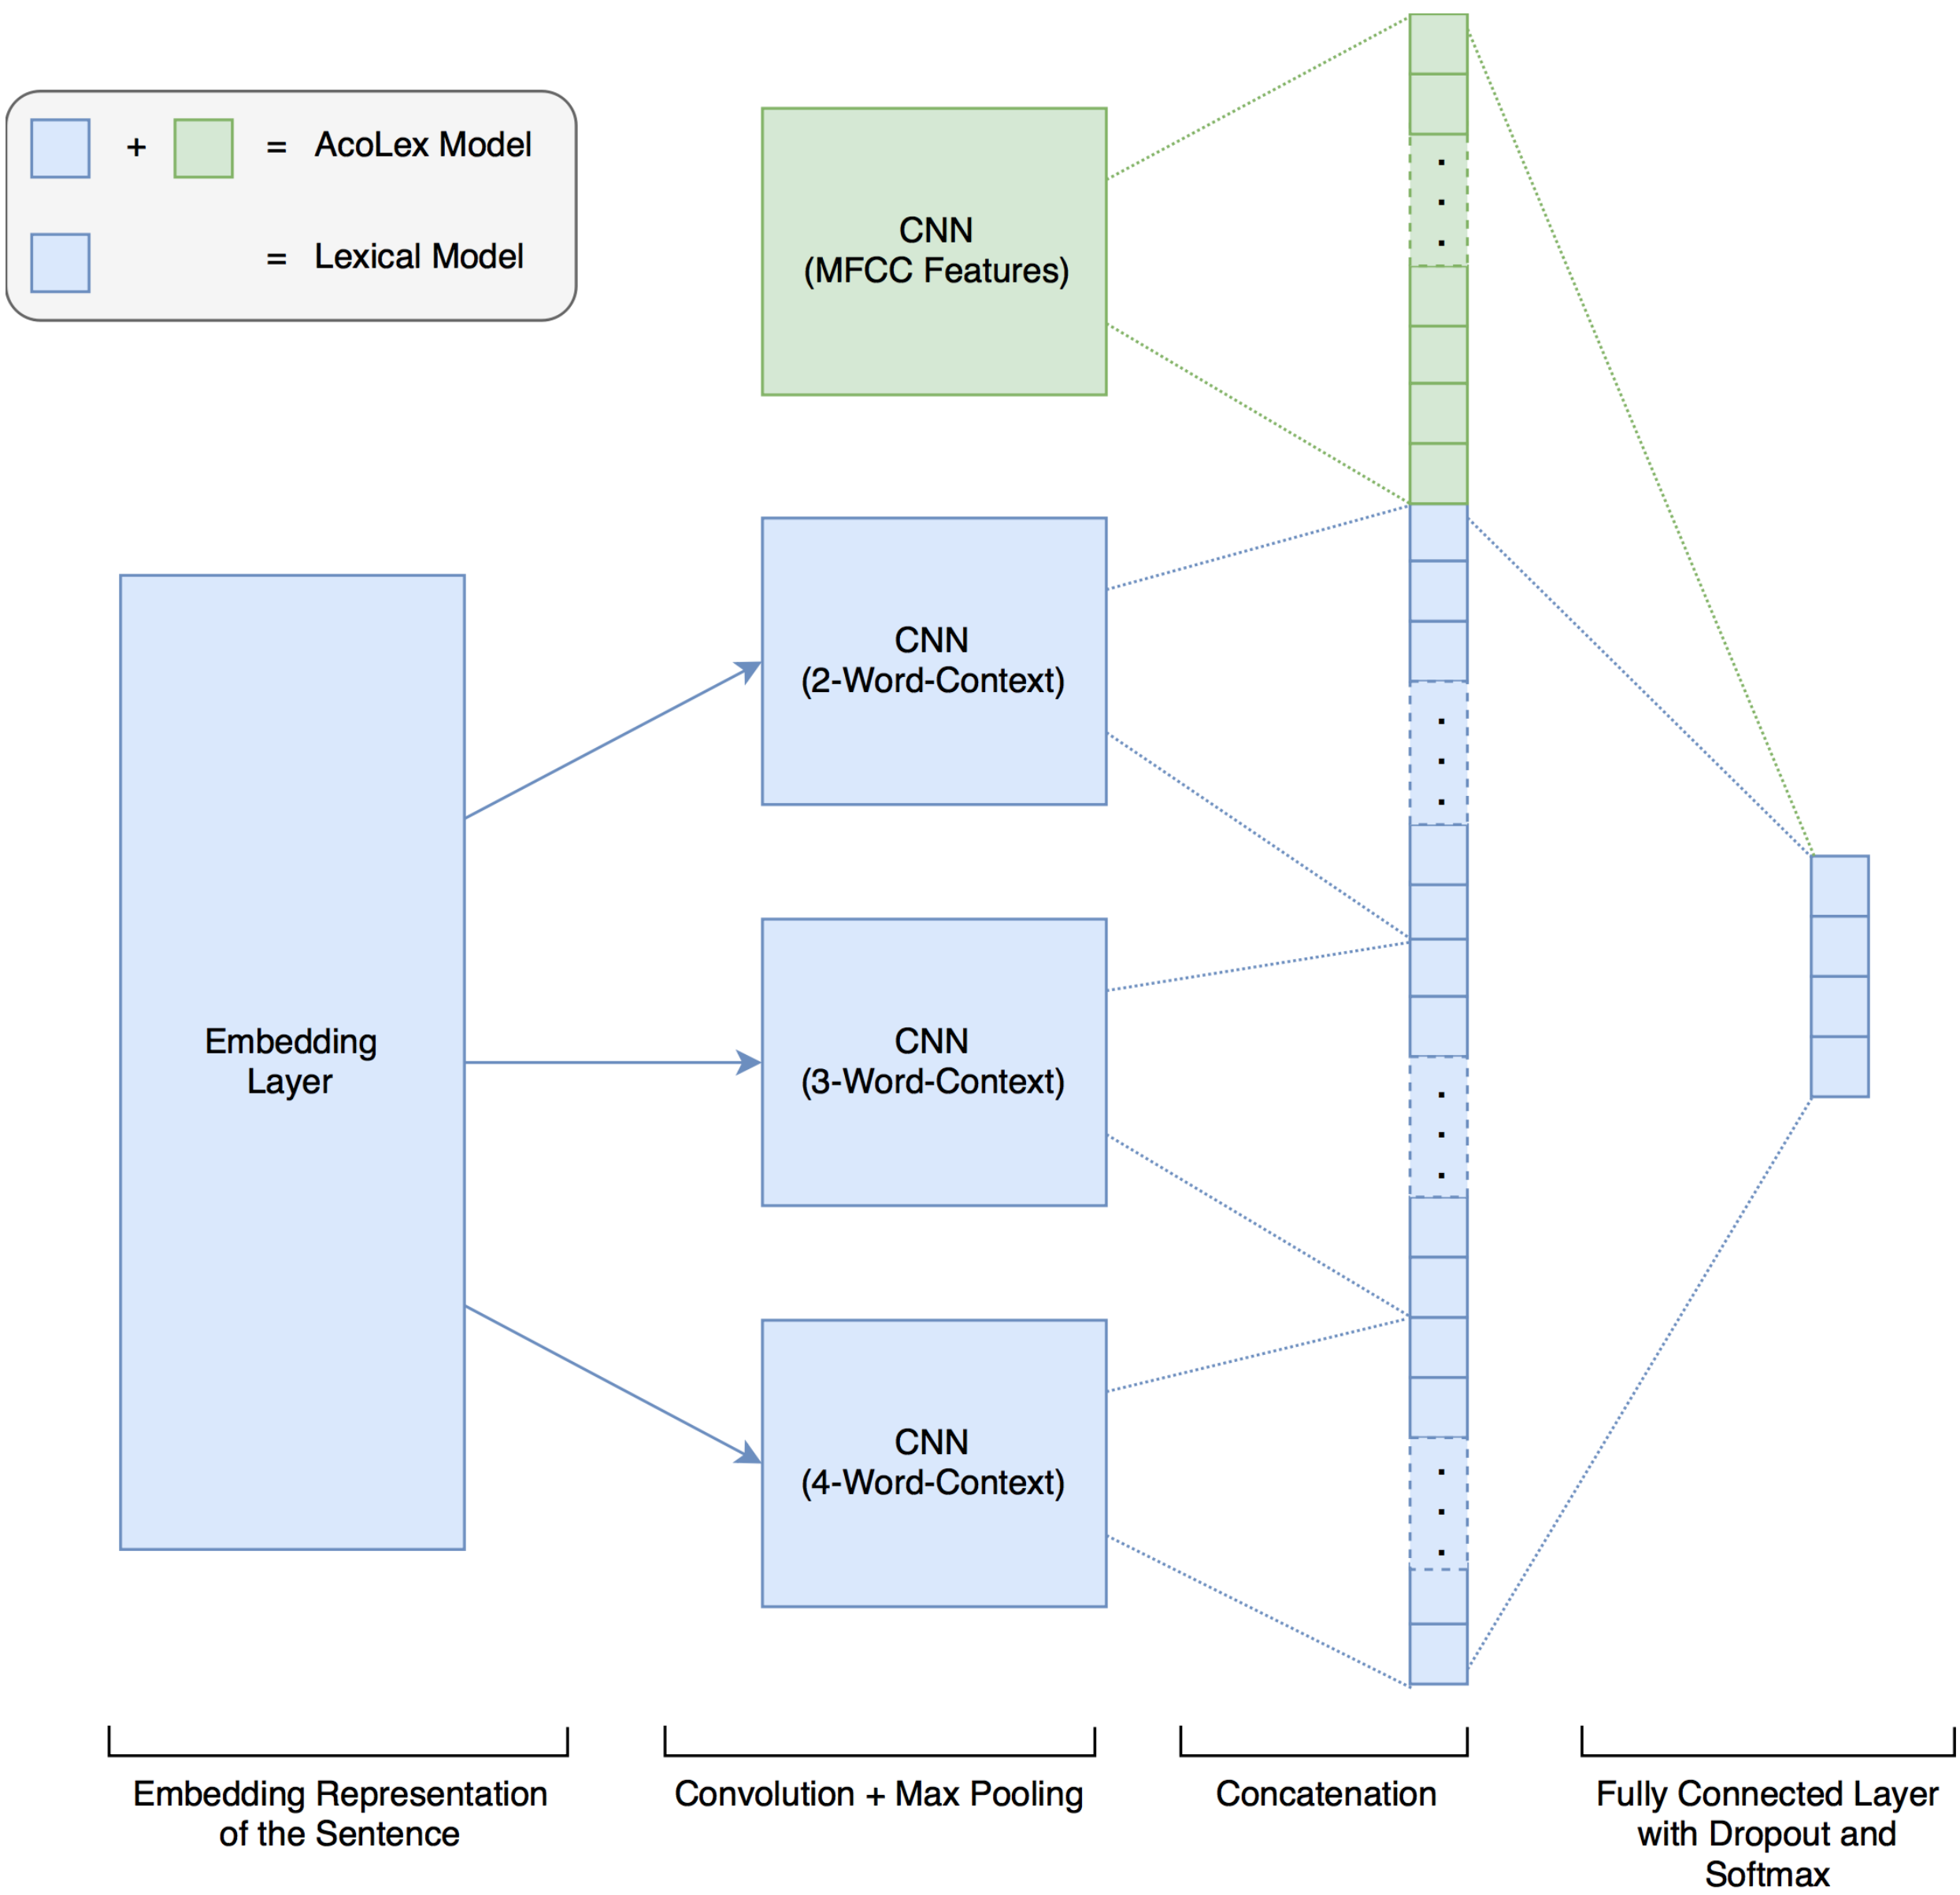 + = AcoLex Model
= Lexical Model
CNN
(MFCC Features)
CNN
(2-Word-Context)
Embedding
Layer
CNN
(3-Word-Context)
CNN
(4-Word-Context)
Embedding Representation
of the Sentence
Convolution + Max Pooling
Concatenation
Fully Connected Layer
with Dropout and
Softmax